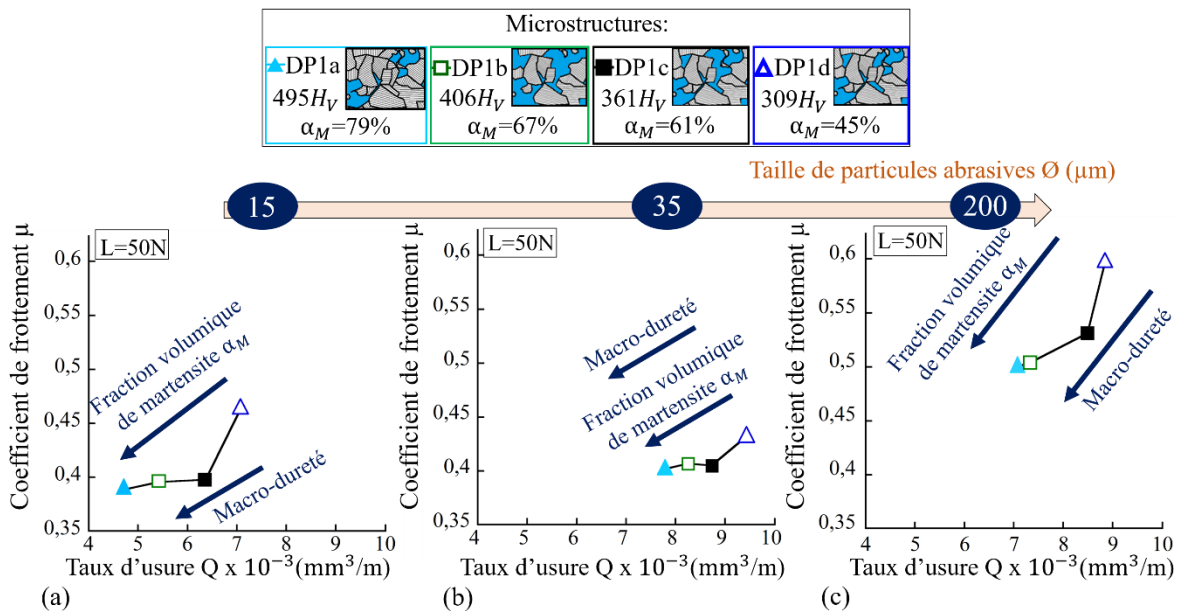 Microstructures:
DP1a
495H_V
α_M=79%
DP1b
406H_V
α_M=67%
DP1c
361H_V
α_M=61%
DP1d
309H_V
α_M=45%
Taille de particules abrasives Ø (µm)
15
35
200
Coefficient de frottement µ
L=50N
0,6
0,55
0,5
0,45
0,4
0,35
Fraction volumique
de martensite α_M
Macro-dureté
4 5 6 7 8 9 10
Taux d'usure Q x 10⁻³(mm³/m)
(a)
Coefficient de frottement µ
L=50N
0,6
0,55
0,5
0,45
0,4
0,35
Macro-dureté
Fraction volumique
de martensite α_M
4 5 6 7 8 9 10
Taux d'usure Q x 10⁻³(mm³/m)
(b)
Coefficient de frottement µ
L=50N
0,6
0,55
0,5
0,45
0,4
0,35
Fraction volumique
de martensite α_M
Macro-dureté
4 5 6 7 8 9 10
Taux d'usure Q x 10⁻³(mm³/m)
(c)